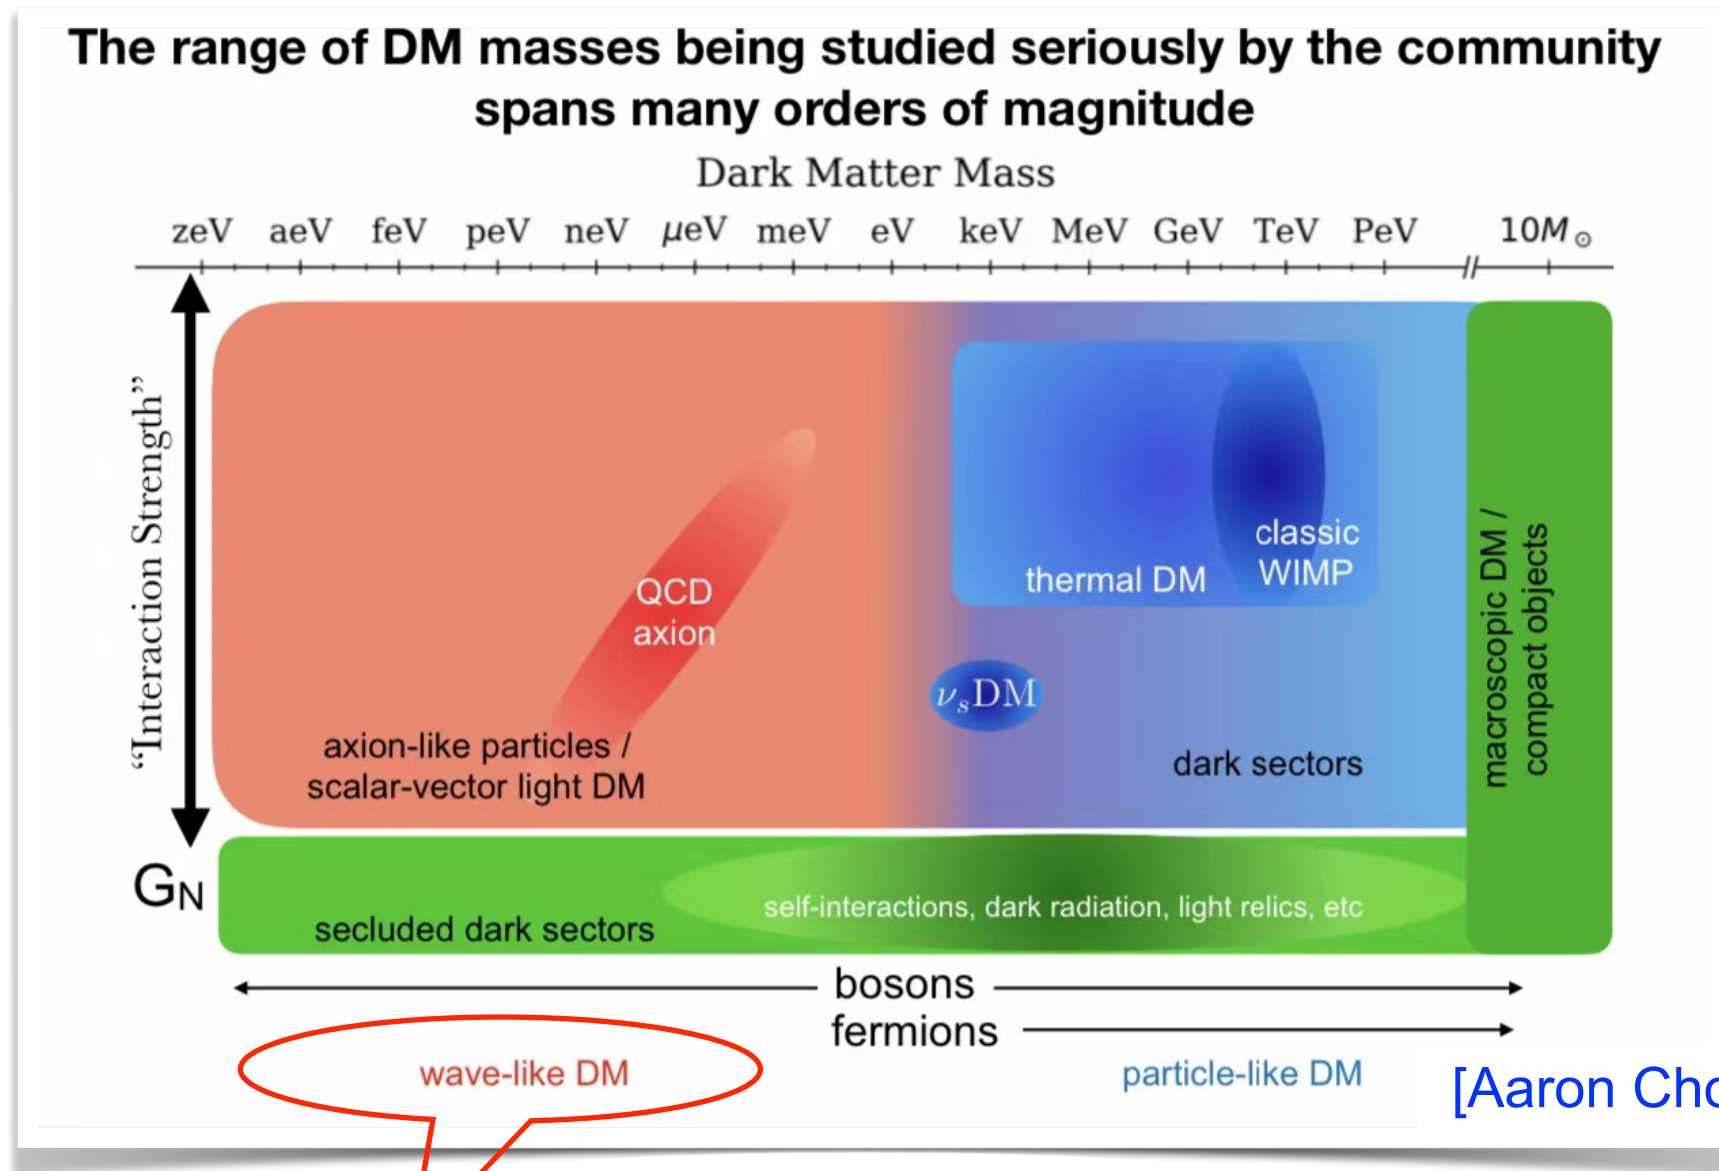 The range of DM masses being studied seriously by the community
spans many orders of magnitude
Dark Matter Mass
zeV aeV feV peV neV μeV meV eV keV MeV GeV TeV PeV 10M⊙
“Interaction Strength”
QCD
axion
classic
WIMP
thermal DM
νsDM
axion-like particles /
scalar-vector light DM
dark sectors
macroscopic DM /
compact objects
GN
self-interactions, dark radiation, light relics, etc
secluded dark sectors
bosons
fermions
wave-like DM
particle-like DM
[Aaron Cho